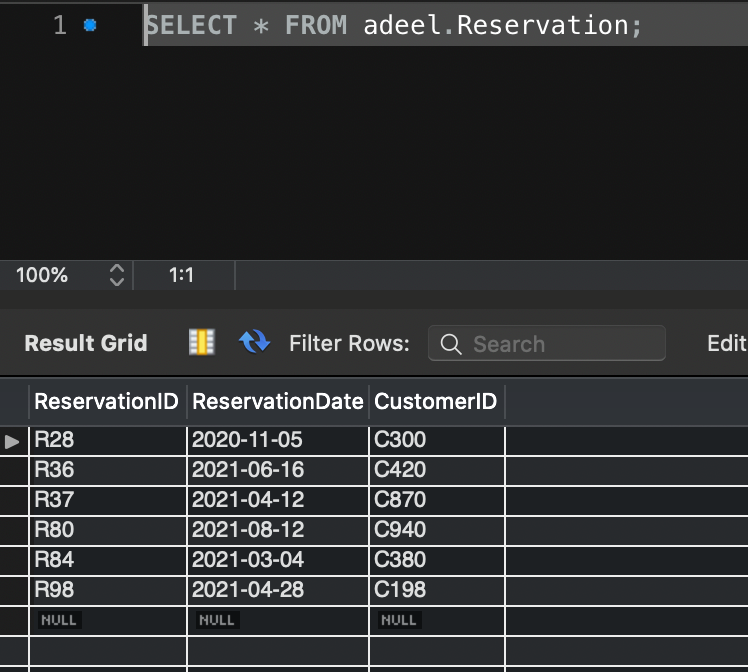 1 SELECT * FROM adeel.Reservation;
100% 1:1
Result Grid Filter Rows: Search Edit
ReservationID ReservationDate CustomerID
R28 2020-11-05 C300
R36 2021-06-16 C420
R37 2021-04-12 C870
R80 2021-08-12 C940
R84 2021-03-04 C380
R98 2021-04-28 C198
NULL NULL NULL